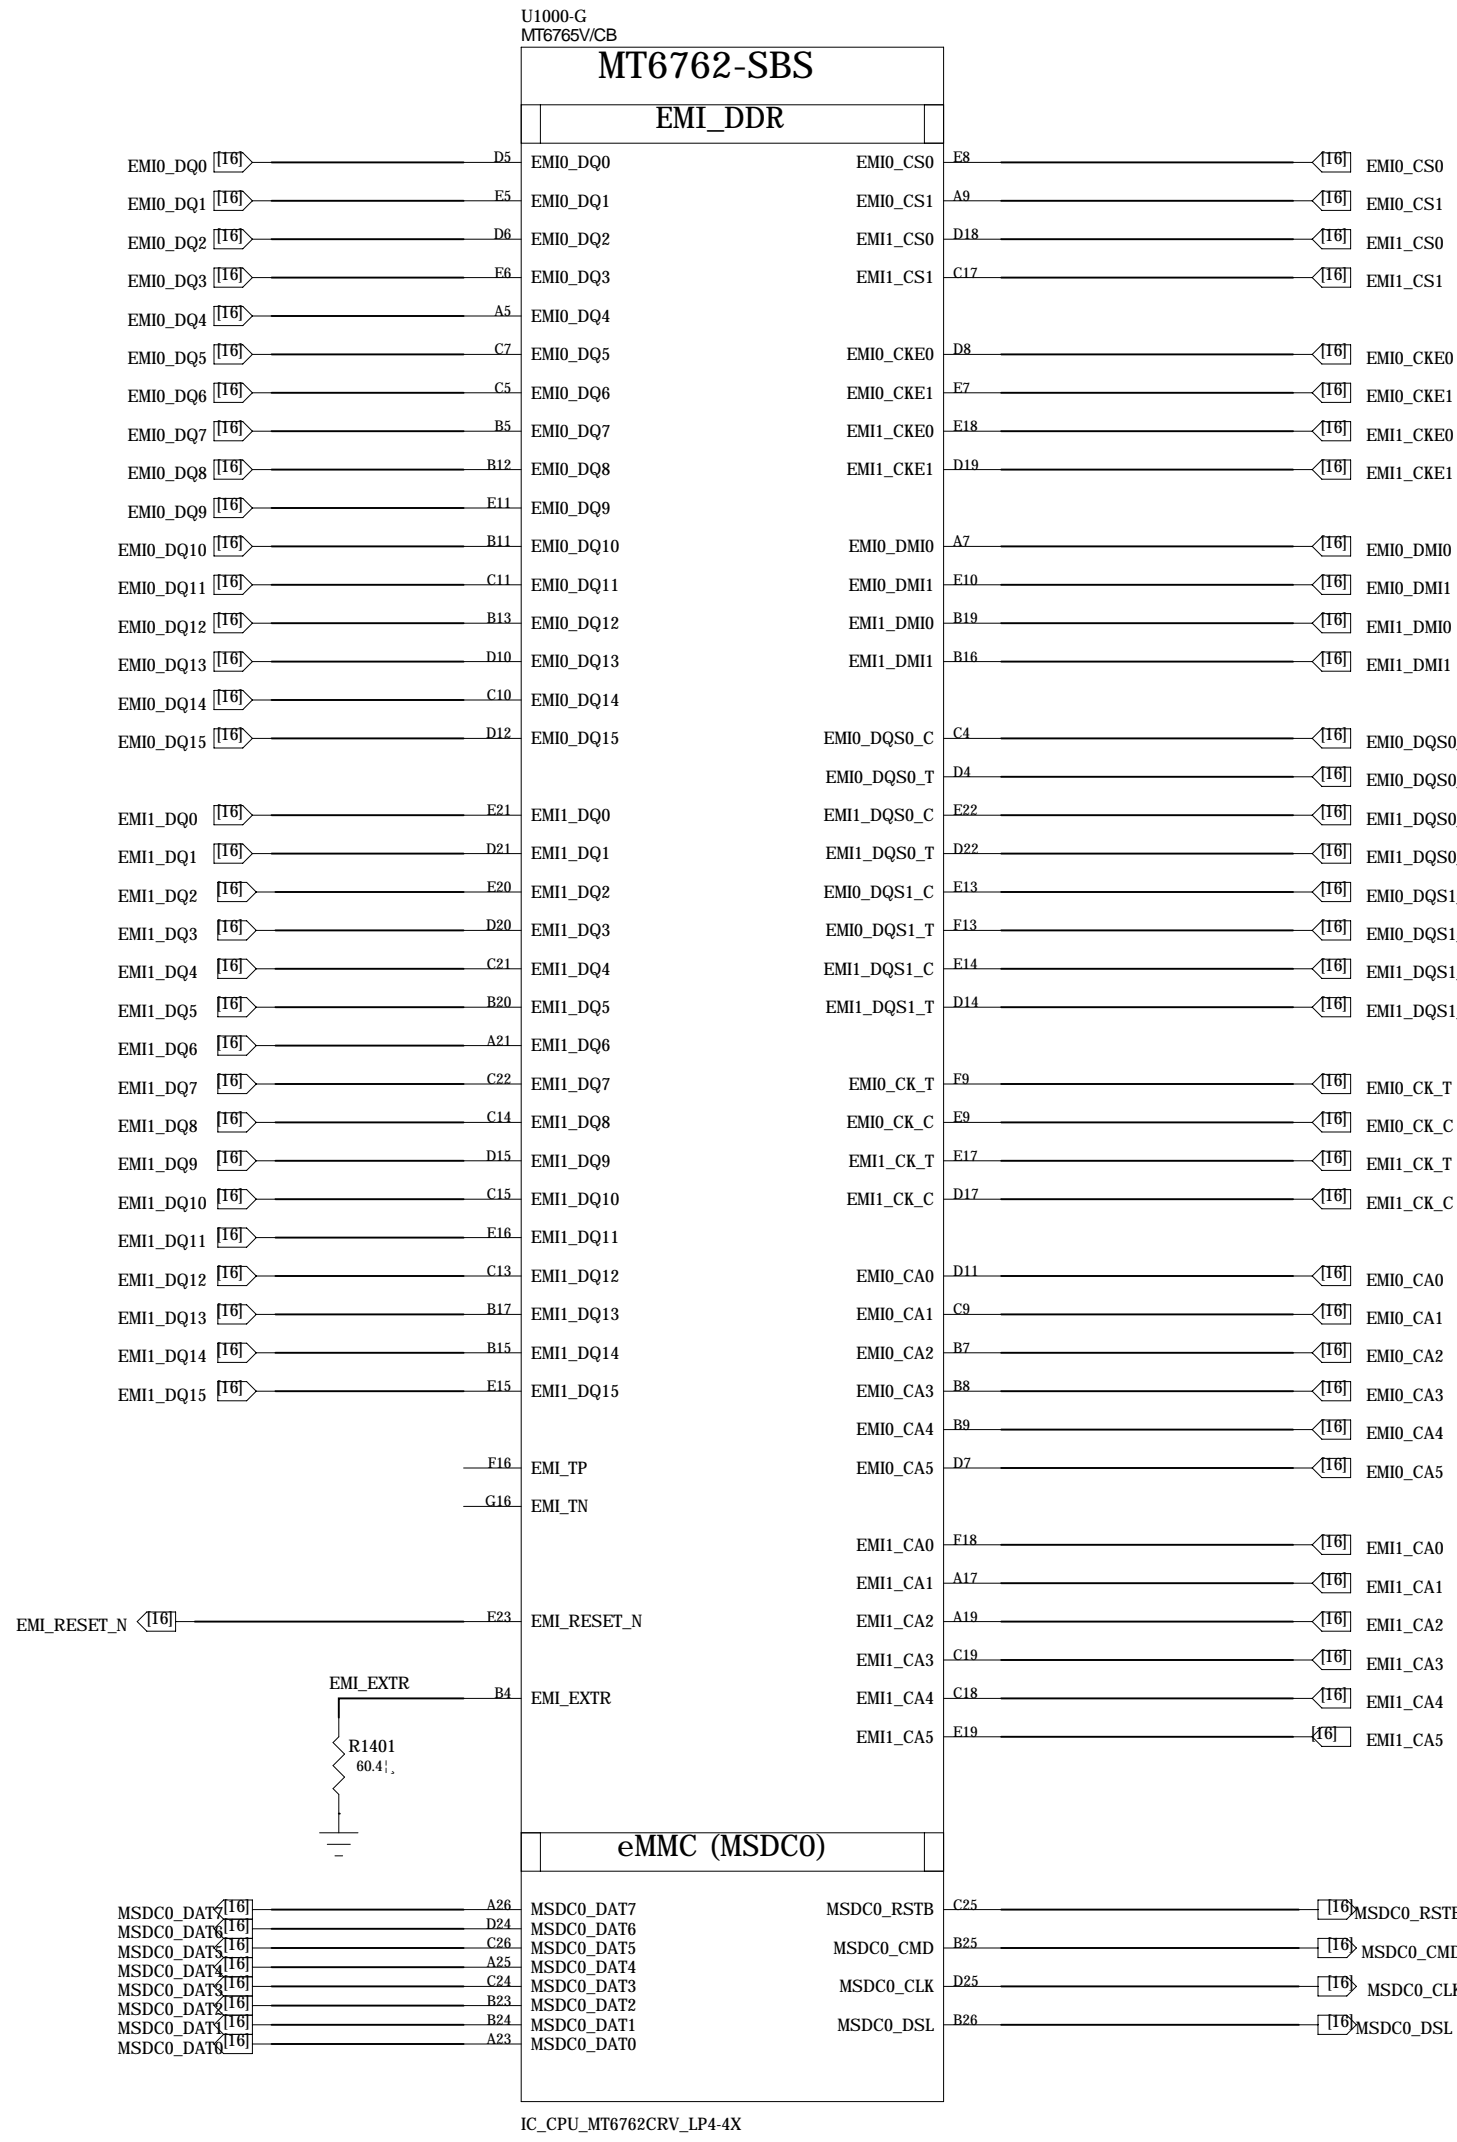 U1000-G
MT6765V/CB
MT6762-SBS
EMI_DDR
EMI0_DQ0 [16] D5 EMI0_DQ0 EMI0_CS0 E8 [16] EMI0_CS0
EMI0_DQ1 [16] E5 EMI0_DQ1 EMI0_CS1 A9 [16] EMI0_CS1
EMI0_DQ2 [16] D6 EMI0_DQ2 EMI1_CS0 D18 [16] EMI1_CS0
EMI0_DQ3 [16] E6 EMI0_DQ3 EMI1_CS1 C17 [16] EMI1_CS1
EMI0_DQ4 [16] A5 EMI0_DQ4
EMI0_DQ5 [16] C7 EMI0_DQ5 EMI0_CKE0 D8 [16] EMI0_CKE0
EMI0_DQ6 [16] C5 EMI0_DQ6 EMI0_CKE1 E7 [16] EMI0_CKE1
EMI0_DQ7 [16] B5 EMI0_DQ7 EMI1_CKE0 E18 [16] EMI1_CKE0
EMI0_DQ8 [16] B12 EMI0_DQ8 EMI1_CKE1 D19 [16] EMI1_CKE1
EMI0_DQ9 [16] E11 EMI0_DQ9
EMI0_DQ10 [16] B11 EMI0_DQ10 EMI0_DMI0 A7 [16] EMI0_DMI0
EMI0_DQ11 [16] C11 EMI0_DQ11 EMI0_DMI1 E10 [16] EMI0_DMI1
EMI0_DQ12 [16] B13 EMI0_DQ12 EMI1_DMI0 B19 [16] EMI1_DMI0
EMI0_DQ13 [16] D10 EMI0_DQ13 EMI1_DMI1 B16 [16] EMI1_DMI1
EMI0_DQ14 [16] C10 EMI0_DQ14
EMI0_DQ15 [16] D12 EMI0_DQ15 EMI0_DQS0_C C4 [16] EMI0_DQS0_
EMI0_DQS0_T D4 [16] EMI0_DQS0_
EMI1_DQ0 [16] E21 EMI1_DQ0 EMI1_DQS0_C E22 [16] EMI1_DQS0_
EMI1_DQ1 [16] D21 EMI1_DQ1 EMI1_DQS0_T D22 [16] EMI1_DQS0_
EMI1_DQ2 [16] E20 EMI1_DQ2 EMI0_DQS1_C E13 [16] EMI0_DQS1_
EMI1_DQ3 [16] D20 EMI1_DQ3 EMI0_DQS1_T F13 [16] EMI0_DQS1_
EMI1_DQ4 [16] C21 EMI1_DQ4 EMI1_DQS1_C E14 [16] EMI1_DQS1_
EMI1_DQ5 [16] B20 EMI1_DQ5 EMI1_DQS1_T D14 [16] EMI1_DQS1_
EMI1_DQ6 [16] A21 EMI1_DQ6
EMI1_DQ7 [16] C22 EMI1_DQ7 EMI0_CK_T F9 [16] EMI0_CK_T
EMI1_DQ8 [16] C14 EMI1_DQ8 EMI0_CK_C E9 [16] EMI0_CK_C
EMI1_DQ9 [16] D15 EMI1_DQ9 EMI1_CK_T E17 [16] EMI1_CK_T
EMI1_DQ10 [16] C15 EMI1_DQ10 EMI1_CK_C D17 [16] EMI1_CK_C
EMI1_DQ11 [16] E16 EMI1_DQ11
EMI1_DQ12 [16] C13 EMI1_DQ12 EMI0_CA0 D11 [16] EMI0_CA0
EMI1_DQ13 [16] B17 EMI1_DQ13 EMI0_CA1 C9 [16] EMI0_CA1
EMI1_DQ14 [16] B15 EMI1_DQ14 EMI0_CA2 B7 [16] EMI0_CA2
EMI1_DQ15 [16] E15 EMI1_DQ15 EMI0_CA3 B8 [16] EMI0_CA3
EMI0_CA4 B9 [16] EMI0_CA4
F16 EMI_TP EMI0_CA5 D7 [16] EMI0_CA5
G16 EMI_TN
EMI1_CA0 F18 [16] EMI1_CA0
EMI1_CA1 A17 [16] EMI1_CA1
EMI_RESET_N [16] E23 EMI_RESET_N EMI1_CA2 A19 [16] EMI1_CA2
EMI1_CA3 C19 [16] EMI1_CA3
EMI_EXTR B4 EMI_EXTR EMI1_CA4 C18 [16] EMI1_CA4
EMI1_CA5 E19 [16] EMI1_CA5
R1401
60.4¦¸
eMMC (MSDC0)
MSDC0_DAT7 [16] A26 MSDC0_DAT7 MSDC0_RSTB C25 [16] MSDC0_RSTB
MSDC0_DAT6 [16] D24 MSDC0_DAT6
MSDC0_DAT5 [16] C26 MSDC0_DAT5 MSDC0_CMD B25 [16] MSDC0_CMD
MSDC0_DAT4 [16] A25 MSDC0_DAT4
MSDC0_DAT3 [16] C24 MSDC0_DAT3 MSDC0_CLK D25 [16] MSDC0_CLK
MSDC0_DAT2 [16] B23 MSDC0_DAT2
MSDC0_DAT1 [16] B24 MSDC0_DAT1 MSDC0_DSL B26 [16] MSDC0_DSL
MSDC0_DAT0 [16] A23 MSDC0_DAT0
IC_CPU_MT6762CRV_LP4-4X